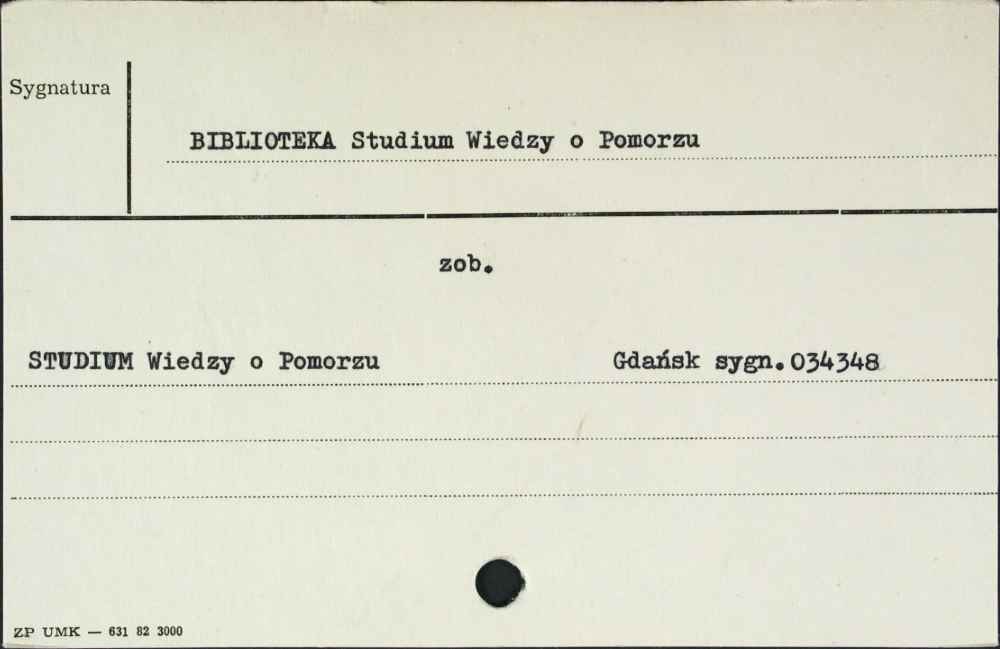 Sygnatura
BIBLIOTEKA Studium Wiedzy o Pomorzu
zob.
STUDIUM Wiedzy o Pomorzu Gdańsk sygn.034348
ZP UMK — 631 82 3000